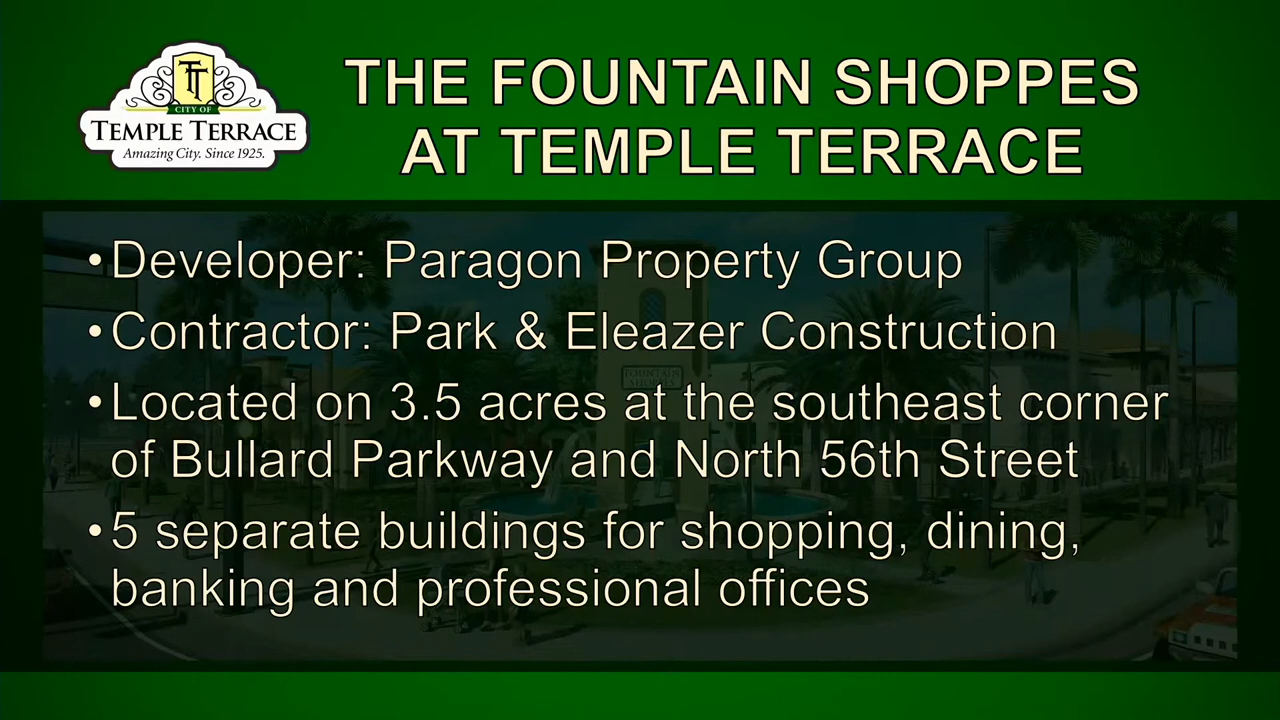 TT
CITY OF
TEMPLE TERRACE
Amazing City. Since 1925.
THE FOUNTAIN SHOPPES
AT TEMPLE TERRACE
•Developer: Paragon Property Group
•Contractor: Park & Eleazer Construction
•Located on 3.5 acres at the southeast corner
of Bullard Parkway and North 56th Street
•5 separate buildings for shopping, dining,
banking and professional offices
FOUNTAIN
SHOPPES